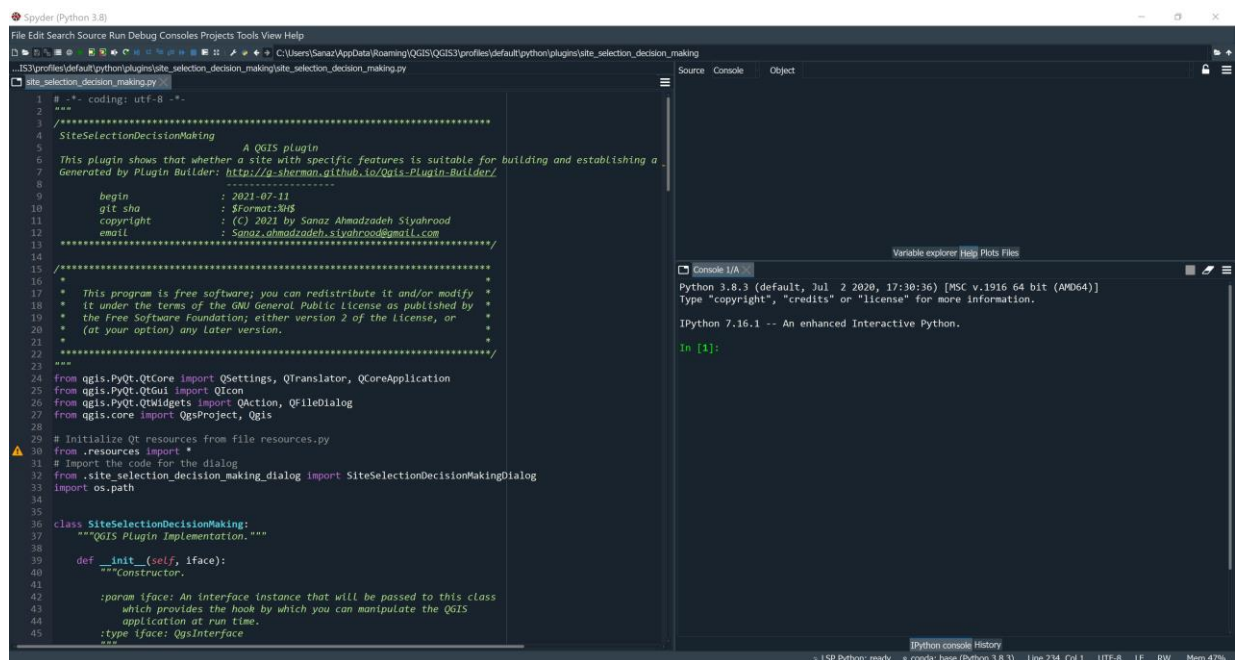 Spyder (Python 3.8)
File Edit Search Source Run Debug Consoles Projects Tools View Help
C:\Users\Sanaz\AppData\Roaming\QGIS\QGIS3\profiles\default\python\plugins\site_selection_decision_making
...IS3\profiles\default\python\plugins\site_selection_decision_making\site_selection_decision_making.py
site_selection_decision_making.py
1 # -*- coding: utf-8 -*-
2 """
3 /***************************************************************************
4 SiteSelectionDecisionMaking
5 A QGIS plugin
6 This plugin shows that whether a site with specific features is suitable for building and establishing a
7 Generated by Plugin Builder: http://g-sherman.github.io/Qgis-Plugin-Builder/
8 -------------------
9 begin : 2021-07-11
10 git sha : $Format:%H$
11 copyright : (C) 2021 by Sanaz Ahmadzadeh Siyahrood
12 email : Sanaz.ahmadzadeh.siyahrood@gmail.com
13 ***************************************************************************/
14
15 /***************************************************************************
16 * *
17 * This program is free software; you can redistribute it and/or modify *
18 * it under the terms of the GNU General Public License as published by *
19 * the Free Software Foundation; either version 2 of the License, or *
20 * (at your option) any later version. *
21 * *
22 ***************************************************************************/
23 """
24 from qgis.PyQt.QtCore import QSettings, QTranslator, QCoreApplication
25 from qgis.PyQt.QtGui import QIcon
26 from qgis.PyQt.QtWidgets import QAction, QFileDialog
27 from qgis.core import QgsProject, Qgis
28
29 # Initialize Qt resources from file resources.py
30 from .resources import *
31 # Import the code for the dialog
32 from .site_selection_decision_making_dialog import SiteSelectionDecisionMakingDialog
33 import os.path
34
35
36 class SiteSelectionDecisionMaking:
37 """QGIS Plugin Implementation."""
38
39 def __init__(self, iface):
40 """Constructor.
41
42 :param iface: An interface instance that will be passed to this class
43 which provides the hook by which you can manipulate the QGIS
44 application at run time.
45 :type iface: QgsInterface
"""
Source Console Object
Variable explorer Help Plots Files
Console 1/A
Python 3.8.3 (default, Jul 2 2020, 17:30:36) [MSC v.1916 64 bit (AMD64)]
Type "copyright", "credits" or "license" for more information.
IPython 7.16.1 -- An enhanced Interactive Python.
In [1]:
IPython console History
LSP Python: ready conda: base (Python 3.8.3) Line 234, Col 1 UTF-8 LF RW Mem 47%